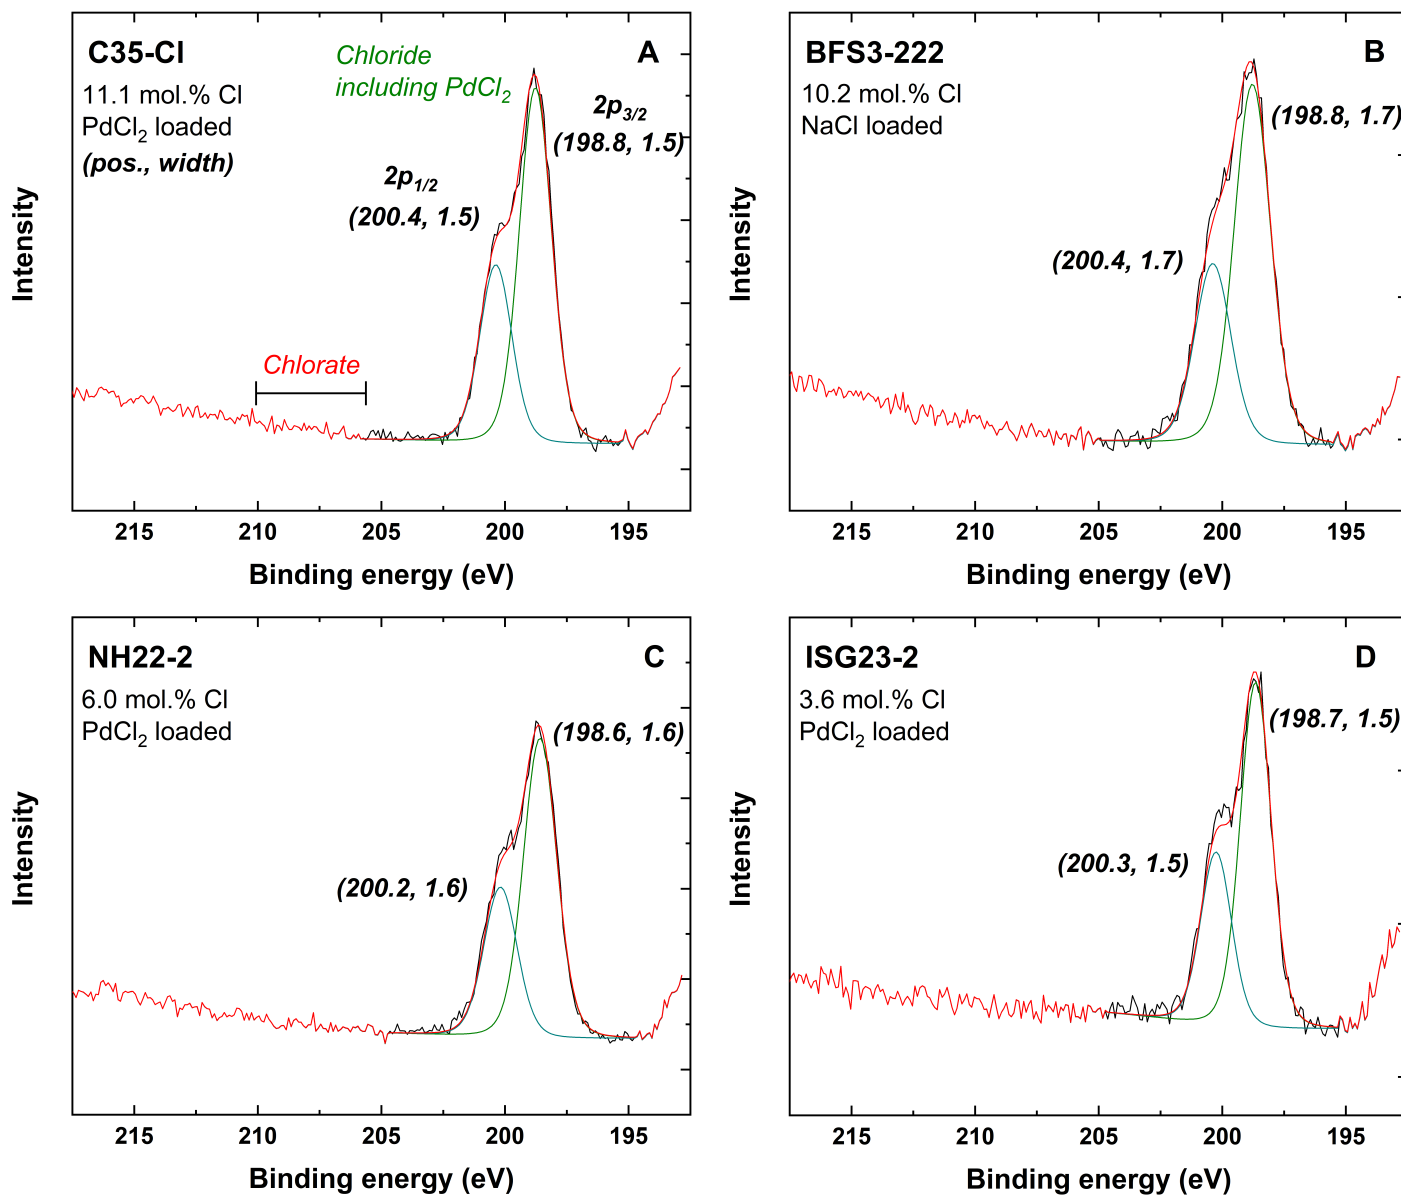 C35-Cl
A
11.1 mol.% Cl
PdCl2 loaded
(pos., width)
Chloride
including PdCl2
2p3/2
(198.8, 1.5)
2p1/2
(200.4, 1.5)
Chlorate
Intensity
215 210 205 200 195
Binding energy (eV)
BFS3-222
B
10.2 mol.% Cl
NaCl loaded
(198.8, 1.7)
(200.4, 1.7)
Intensity
215 210 205 200 195
Binding energy (eV)
NH22-2
C
6.0 mol.% Cl
PdCl2 loaded
(198.6, 1.6)
(200.2, 1.6)
Intensity
215 210 205 200 195
Binding energy (eV)
ISG23-2
D
3.6 mol.% Cl
PdCl2 loaded
(198.7, 1.5)
(200.3, 1.5)
Intensity
215 210 205 200 195
Binding energy (eV)